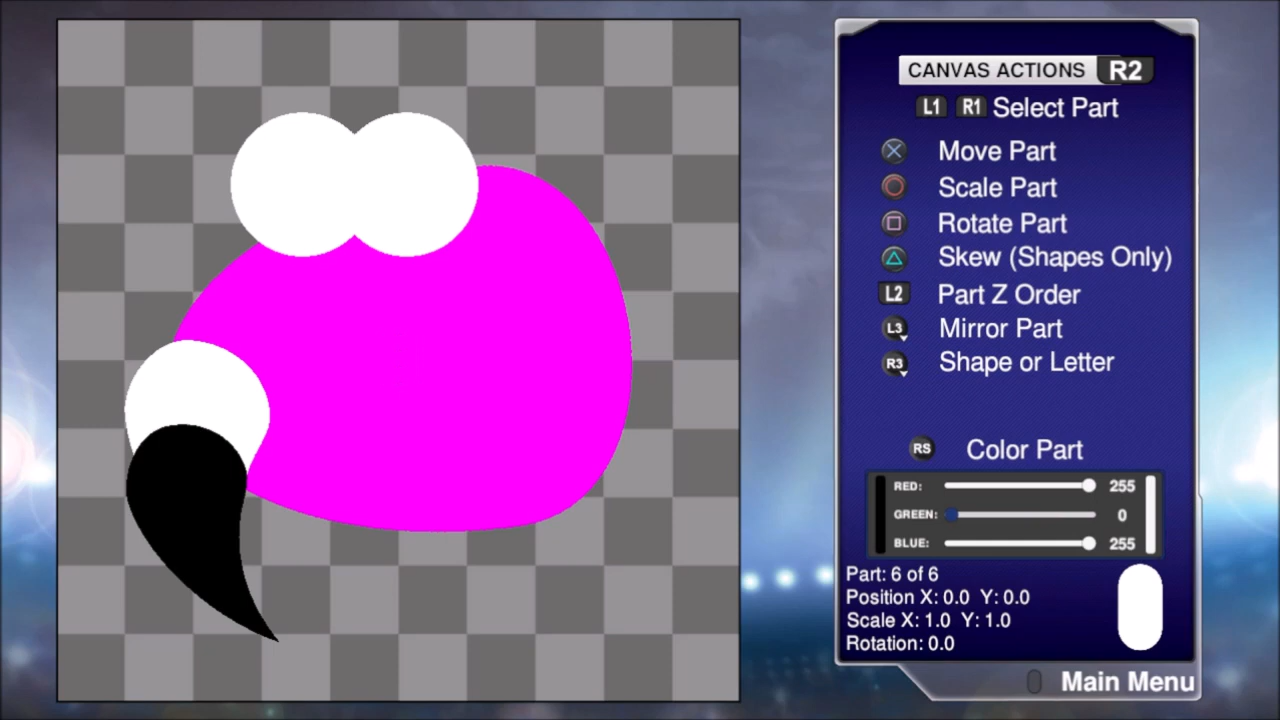 CANVAS ACTIONS R2
L1 R1 Select Part
Move Part
Scale Part
Rotate Part
Skew (Shapes Only)
L2 Part Z Order
L3 Mirror Part
R3 Shape or Letter
RS Color Part
RED: 255
GREEN: 0
BLUE: 255
Part: 6 of 6
Position X: 0.0 Y: 0.0
Scale X: 1.0 Y: 1.0
Rotation: 0.0
Main Menu